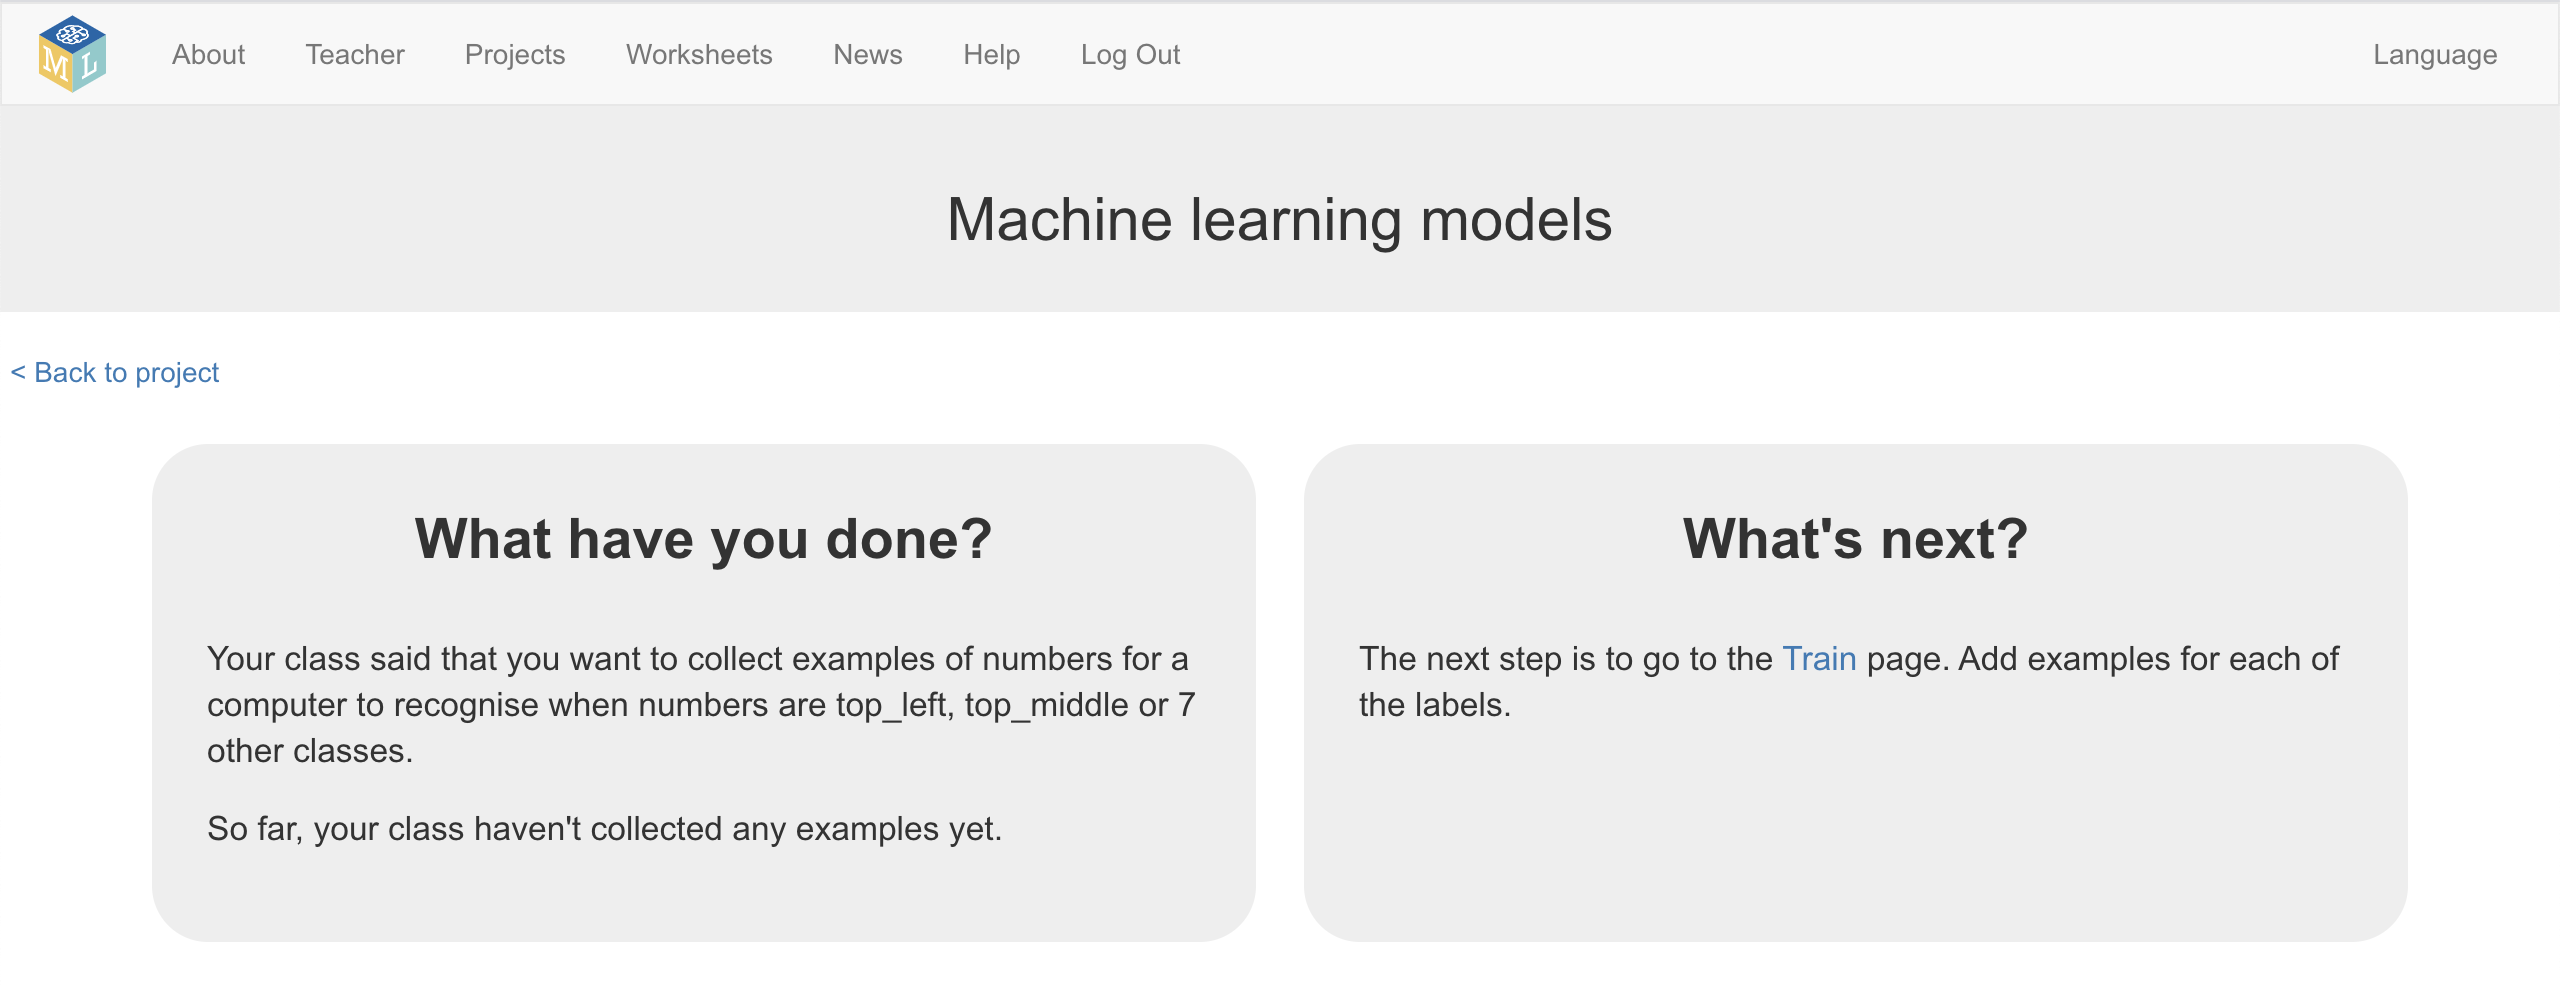 M L
About Teacher Projects Worksheets News Help Log Out Language
Machine learning models
< Back to project
What have you done?
Your class said that you want to collect examples of numbers for a
computer to recognise when numbers are top_left, top_middle or 7
other classes.
So far, your class haven't collected any examples yet.
What's next?
The next step is to go to the Train page. Add examples for each of
the labels.